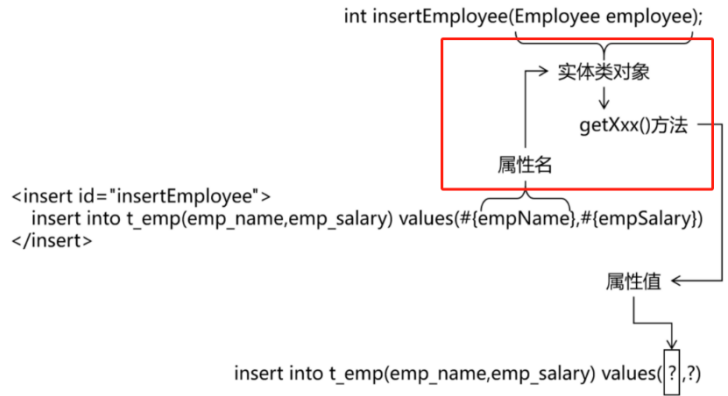 int insertEmployee(Employee employee);
实体类对象
getXxx()方法
属性名
<insert id="insertEmployee">
insert into t_emp(emp_name,emp_salary) values(#{empName},#{empSalary})
</insert>
属性值
insert into t_emp(emp_name,emp_salary) values(?,?)